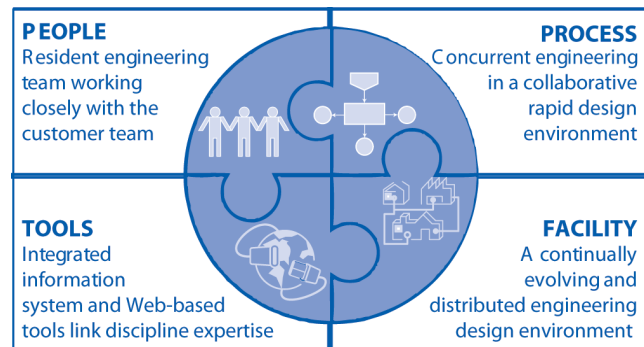 PEOPLE
Resident engineering
team working
closely with the
customer team
PROCESS
Concurrent engineering
in a collaborative
rapid design
environment
TOOLS
Integrated
information
system and Web-based
tools link discipline expertise
FACILITY
A continually
evolving and
distributed engineering
design environment